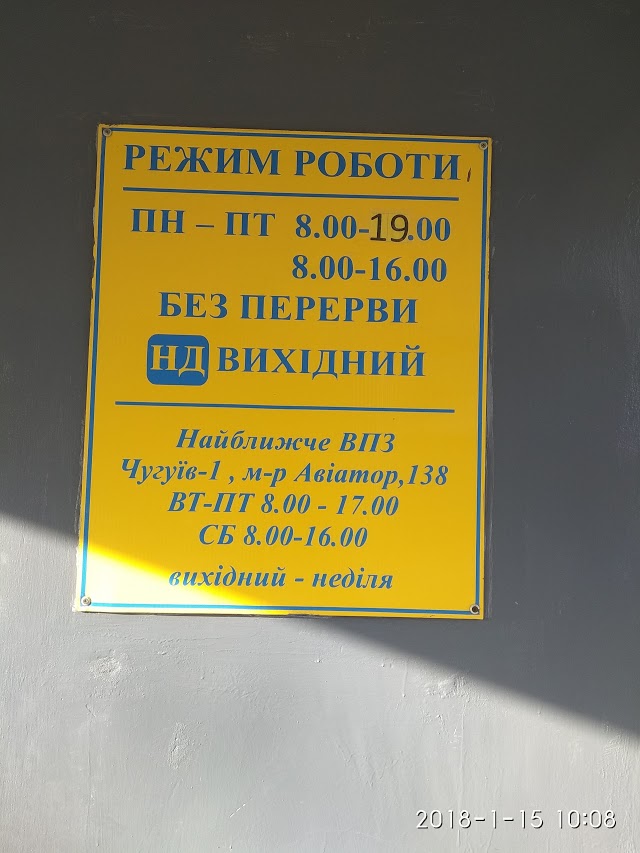 РЕЖИМ РОБОТИ
ПН – ПТ 8.00-19.00
8.00-16.00
БЕЗ ПЕРЕРВИ
НД ВИХІДНИЙ
Найближче ВПЗ
Чугуїв-1 , м-р Авіатор,138
ВТ-ПТ 8.00 - 17.00
СБ 8.00-16.00
вихідний - неділя
2018-1-15 10:08